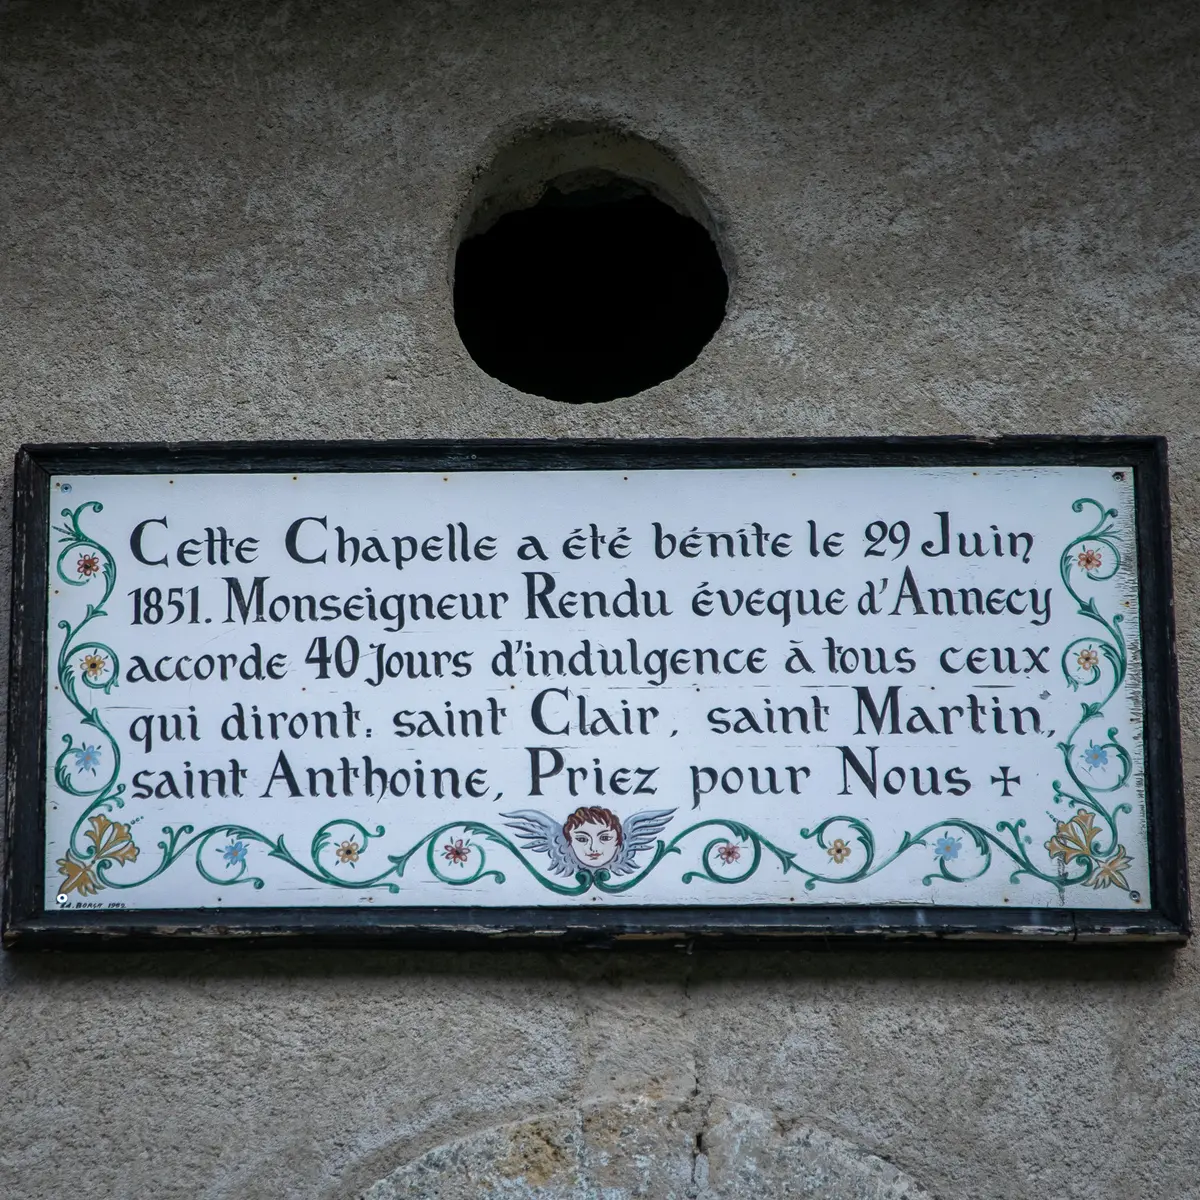 Cette Chapelle a été bénite le 29 Juin
1851. Monseigneur Rendu éveque d'Annecy
accorde 40 Jours d'indulgence à tous ceux
qui diront: saint Clair, saint Martin,
saint Anthoine, Priez pour Nous +